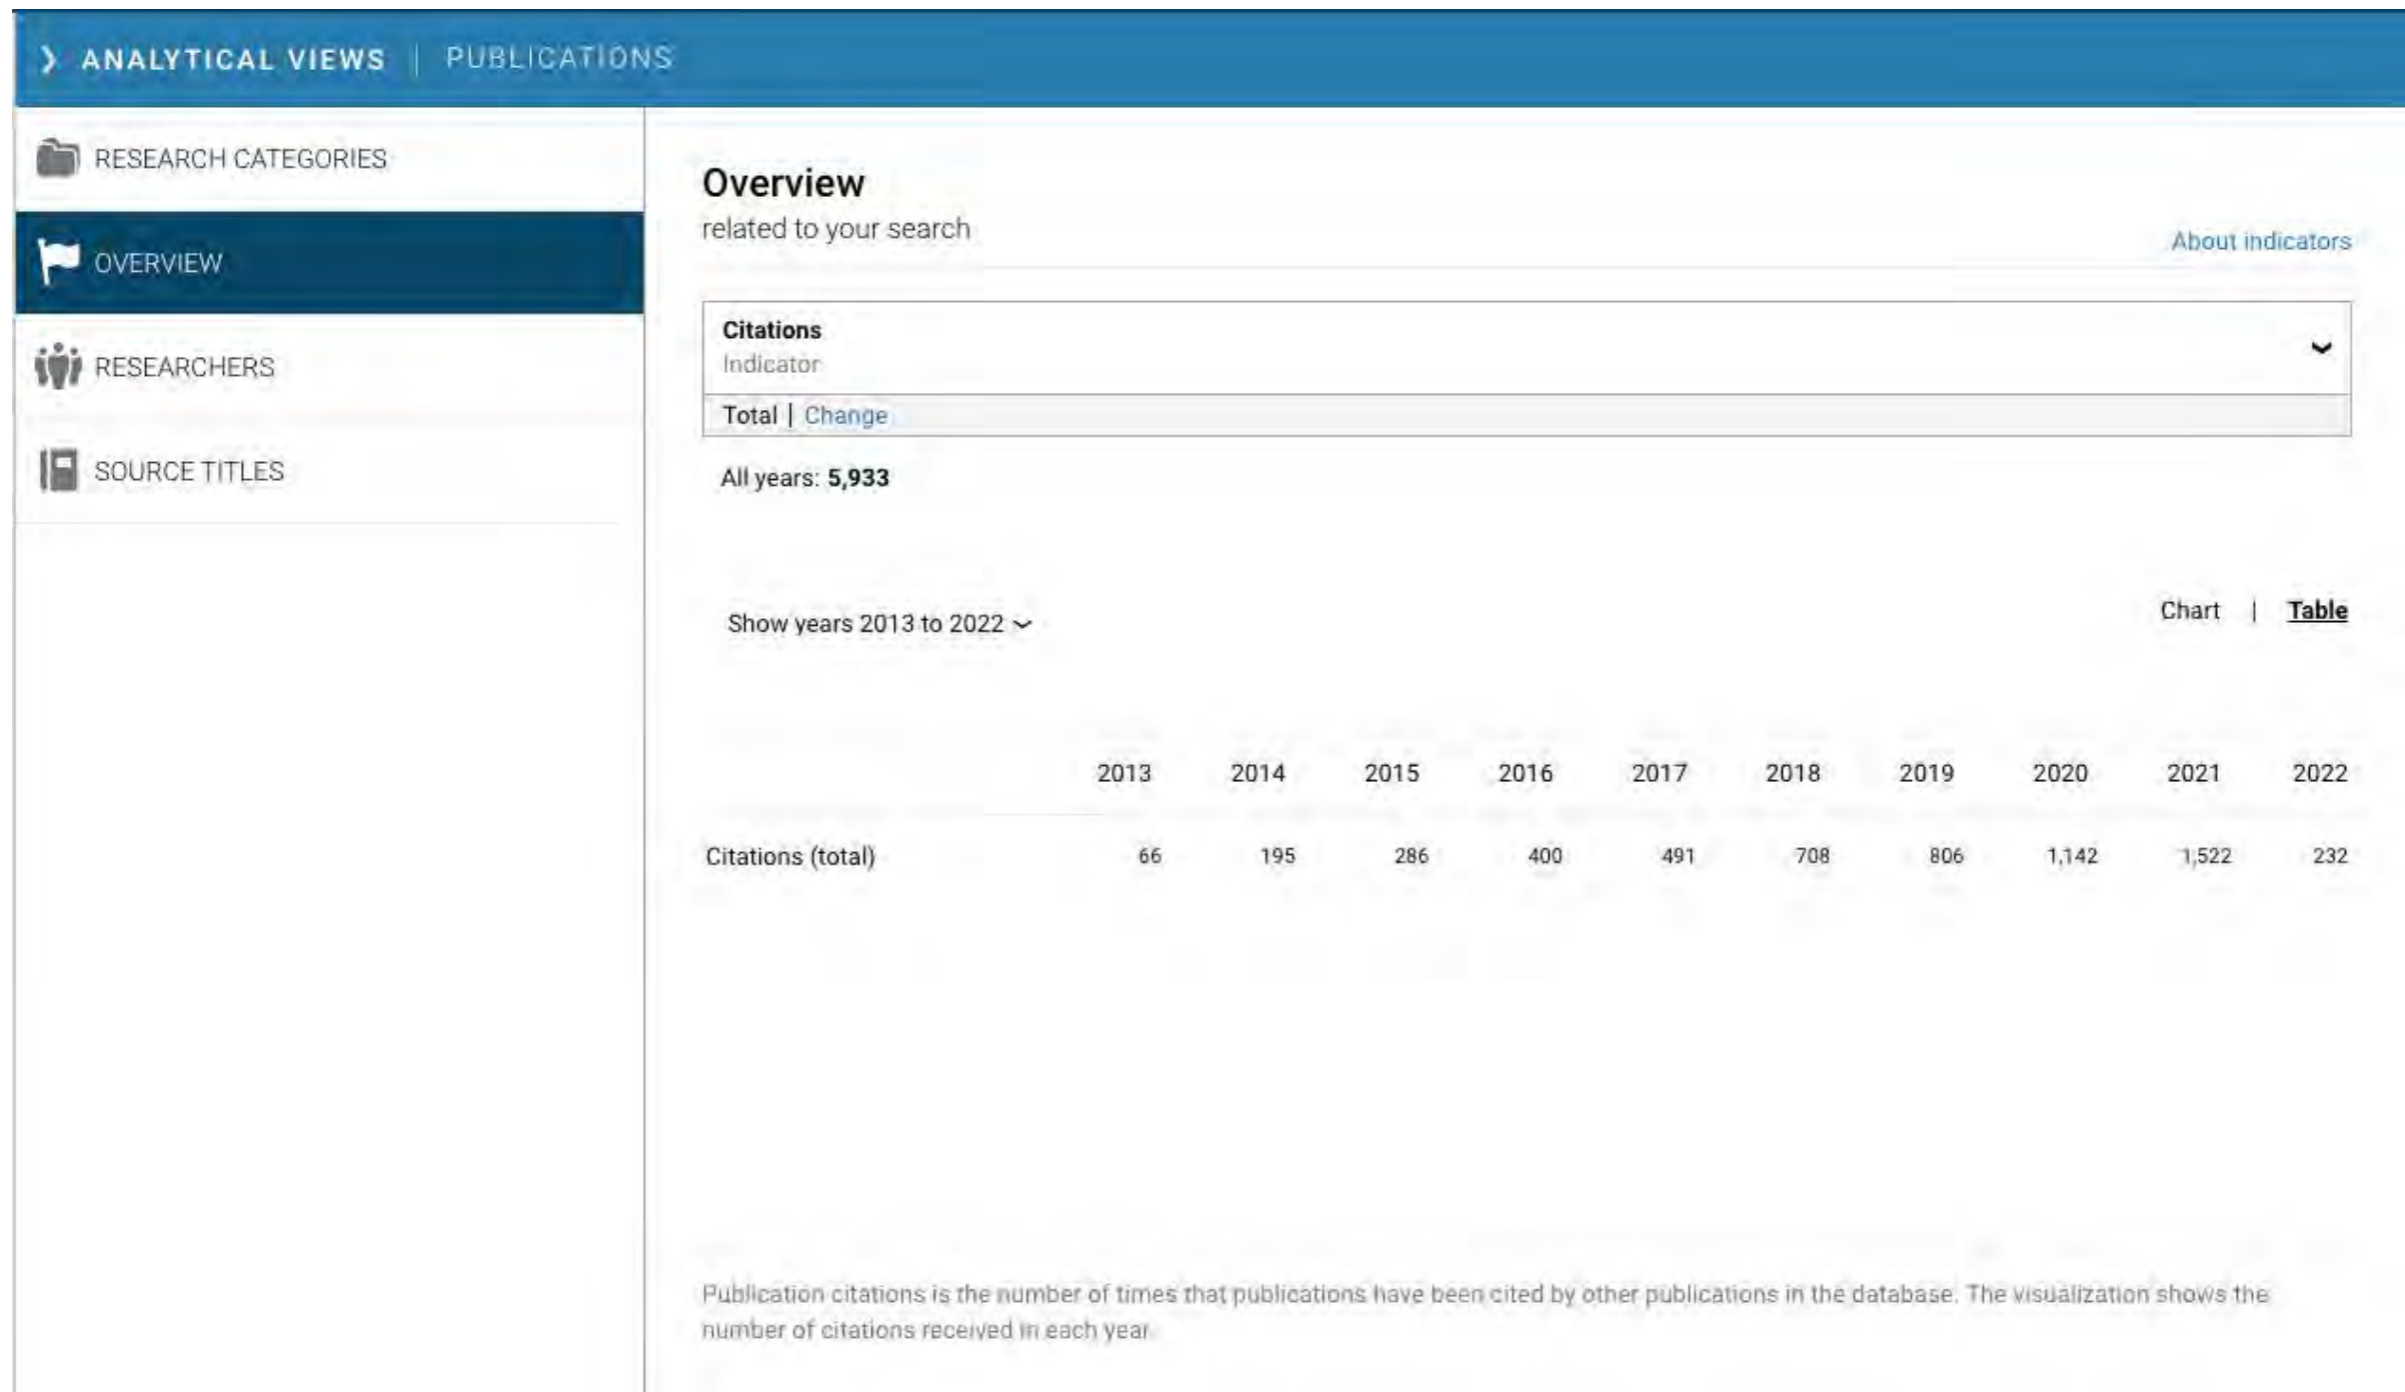 ANALYTICAL VIEWS | PUBLICATIONS
RESEARCH CATEGORIES
OVERVIEW
RESEARCHERS
SOURCE TITLES
Overview
related to your search
About indicators
Citations
Indicator
Total | Change
All years: 5,933
Show years 2013 to 2022
Chart | Table
2013 2014 2015 2016 2017 2018 2019 2020 2021 2022
Citations (total) 66 195 286 400 491 708 806 1,142 1,522 232
Publication citations is the number of times that publications have been cited by other publications in the database. The visualization shows the
number of citations received in each year.